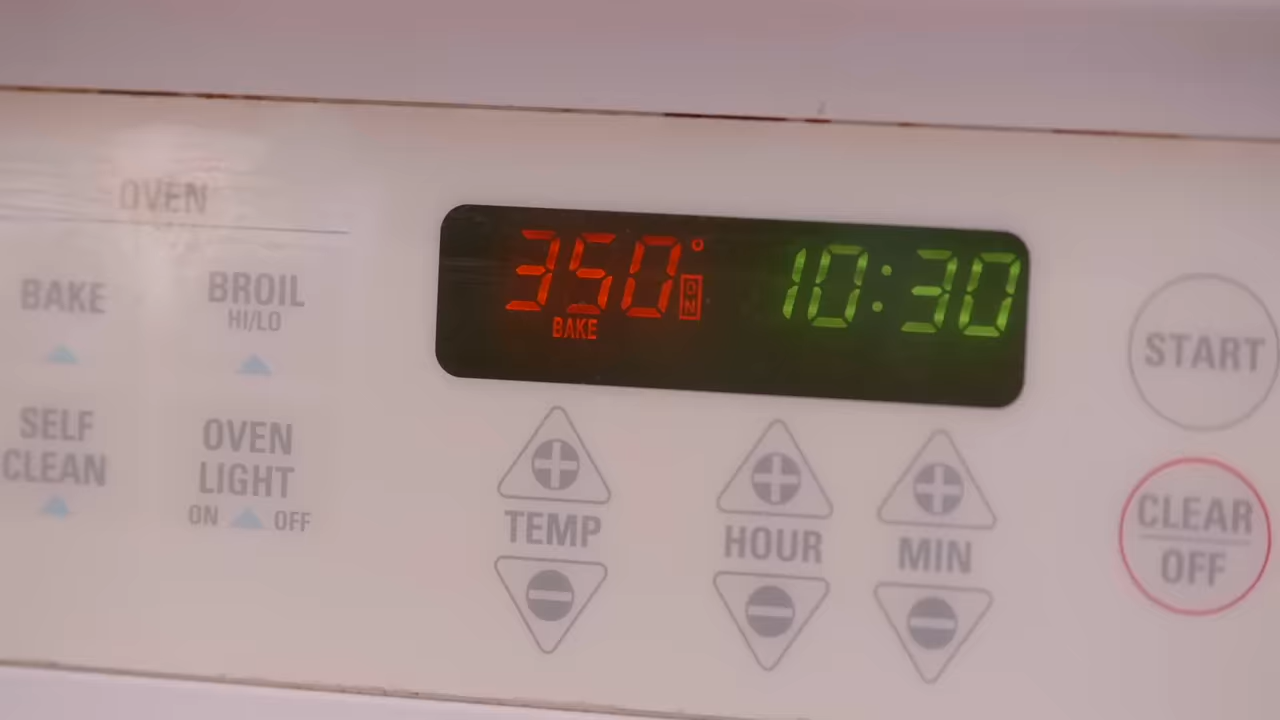 OVEN
BAKE
BROIL
HI/LO
SELF
CLEAN
OVEN
LIGHT
ON OFF
350° ON
BAKE
10:30
TEMP
HOUR
MIN
START
CLEAR
OFF